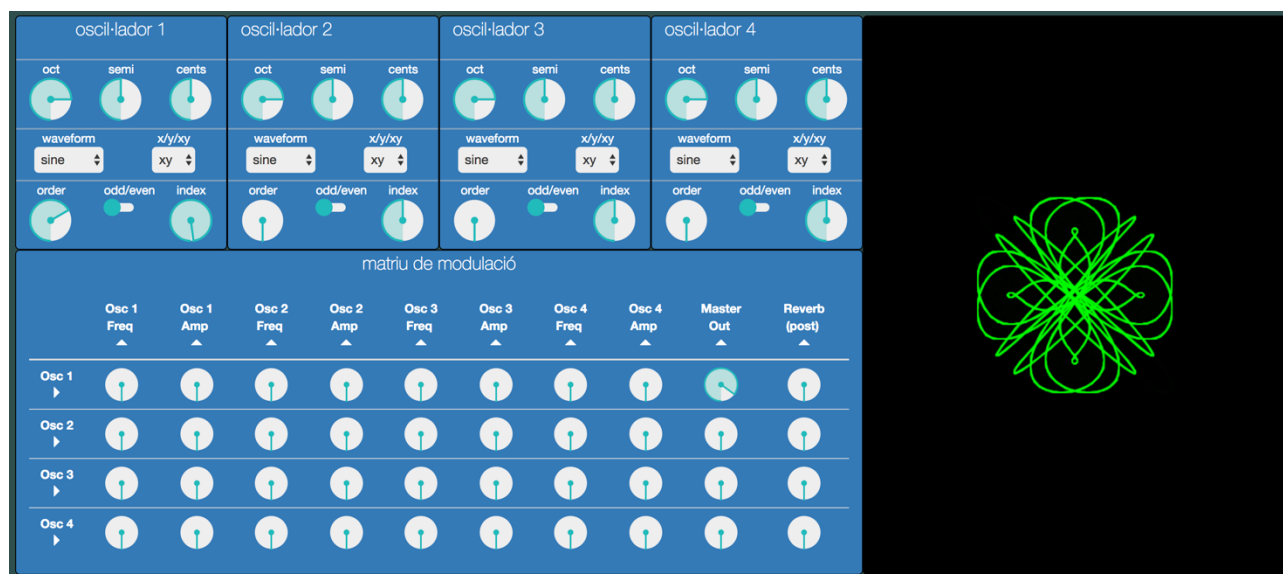 oscil·lador 1 oscil·lador 2 oscil·lador 3 oscil·lador 4
oct semi cents oct semi cents oct semi cents oct semi cents
waveform x/y/xy waveform x/y/xy waveform x/y/xy waveform x/y/xy
sine xy sine xy sine xy sine xy
order odd/even index order odd/even index order odd/even index order odd/even index
matriu de modulació
Osc 1 Osc 1 Osc 2 Osc 2 Osc 3 Osc 3 Osc 4 Osc 4 Master Reverb
Freq Amp Freq Amp Freq Amp Freq Amp Out (post)
Osc 1
Osc 2
Osc 3
Osc 4